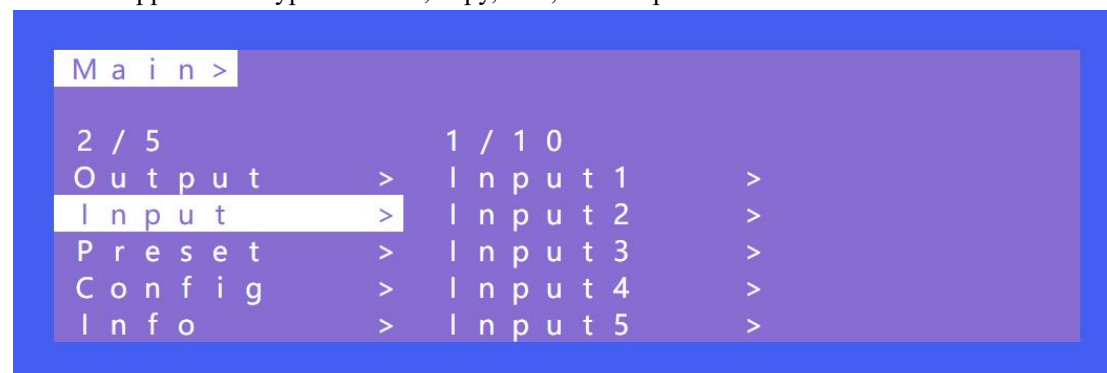 Main>
2/5 1/10
Output > Input1 >
Input > Input2 >
Preset > Input3 >
Config > Input4 >
Info > Input5 >